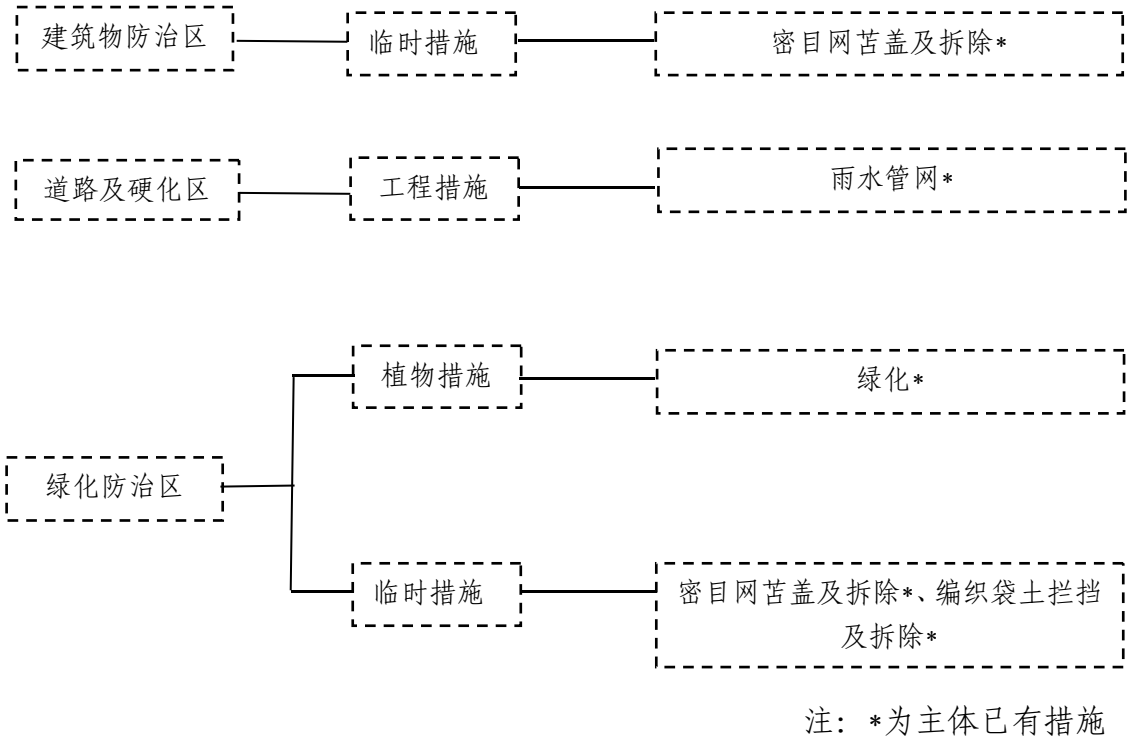 建筑物防治区
临时措施
密目网苫盖及拆除*
道路及硬化区
工程措施
雨水管网*
植物措施
绿化*
绿化防治区
临时措施
密目网苫盖及拆除*、编织袋土拦挡
及拆除*
注：*为主体已有措施